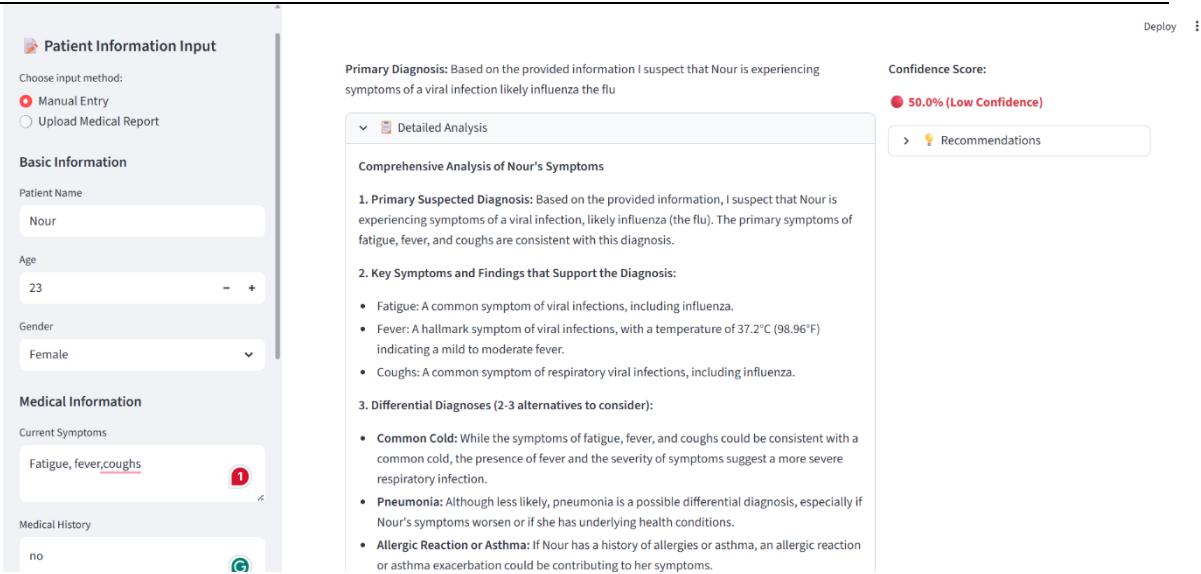 Deploy
Patient Information Input
Choose input method:
Manual Entry
Upload Medical Report
Basic Information
Patient Name
Nour
Age
23
Gender
Female
Medical Information
Current Symptoms
Fatigue, fever,coughs
1
Medical History
no
Primary Diagnosis: Based on the provided information I suspect that Nour is experiencing
symptoms of a viral infection likely influenza the flu
Detailed Analysis
Comprehensive Analysis of Nour's Symptoms
1. Primary Suspected Diagnosis: Based on the provided information, I suspect that Nour is
experiencing symptoms of a viral infection, likely influenza (the flu). The primary symptoms of
fatigue, fever, and coughs are consistent with this diagnosis.
2. Key Symptoms and Findings that Support the Diagnosis:
• Fatigue: A common symptom of viral infections, including influenza.
• Fever: A hallmark symptom of viral infections, with a temperature of 37.2°C (98.96°F)
indicating a mild to moderate fever.
• Coughs: A common symptom of respiratory viral infections, including influenza.
3. Differential Diagnoses (2-3 alternatives to consider):
• Common Cold: While the symptoms of fatigue, fever, and coughs could be consistent with a
common cold, the presence of fever and the severity of symptoms suggest a more severe
respiratory infection.
• Pneumonia: Although less likely, pneumonia is a possible differential diagnosis, especially if
Nour's symptoms worsen or if she has underlying health conditions.
• Allergic Reaction or Asthma: If Nour has a history of allergies or asthma, an allergic reaction
or asthma exacerbation could be contributing to her symptoms.
Confidence Score:
50.0% (Low Confidence)
Recommendations